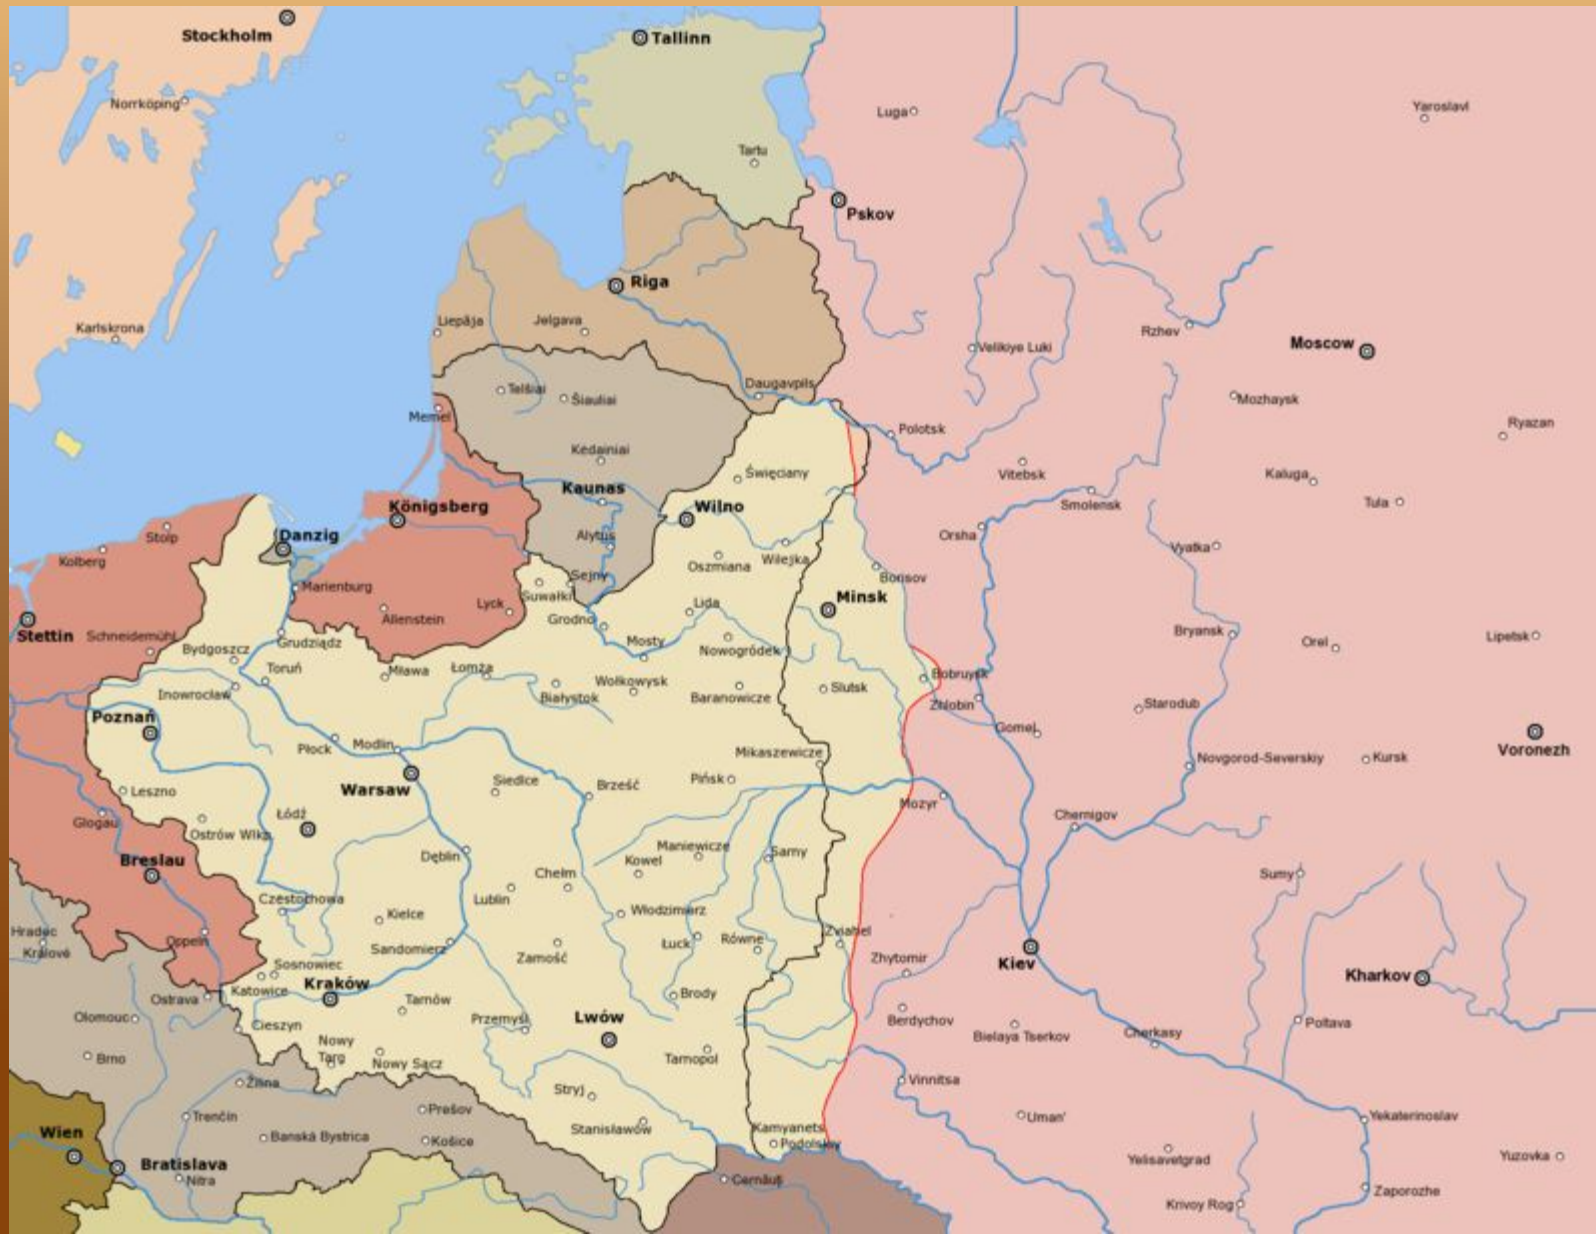 Stockholm
Tallinn
Norrköping
Luga
Yaroslavl
Tartu
Pskov
Riga
Karlskrona
Liepāja
Jelgava
Rzhev
Velikiye Luki
Moscow
Telšiai
Šiauliai
Daugavpils
Mozhaysk
Memel
Polotsk
Ryazan
Kėdainiai
Święciany
Vitebsk
Kaluga
Kaunas
Königsberg
Wilno
Smolensk
Tula
Stolp
Danzig
Alytus
Orsha
Kolberg
Oszmiana
Wilejka
Vyatka
Sejny
Borisov
Marienburg
Suwałki
Lyck
Lida
Minsk
Allenstein
Grodno
Stettin
Schneidemühl
Grudziądz
Mosty
Nowogródek
Bryansk
Orel
Lipetsk
Bydgoszcz
Toruń
Mława
Łomża
Bobruysk
Inowrocław
Białystok
Wołkowysk
Baranowicze
Slutsk
Zhlobin
Starodub
Poznań
Płock
Modlin
Gomel
Mikaszewicze
Novgorod-Severskiy
Kursk
Voronezh
Warsaw
Siedlce
Brześć
Pińsk
Leszno
Mozyr
Łódź
Glogau
Ostrów Wlkp.
Chernigov
Breslau
Dęblin
Maniewicze
Sarny
Kowel
Chełm
Lublin
Sumy
Częstochowa
Kielce
Włodzimierz
Hradec
Králové
Oppeln
Sandomierz
Zamość
Łuck
Równe
Zviahel
Zhytomir
Kiev
Kharkov
Sosnowiec
Katowice
Kraków
Ostrava
Tarnów
Brody
Olomouc
Cieszyn
Przemyśl
Lwów
Berdychov
Bielaya Tserkov
Cherkasy
Poltava
Brno
Nowy
Targ
Nowy Sącz
Tarnopol
Žilina
Stryj
Vinnitsa
Trenčín
Prešov
Stanisławów
Kamyanets
Podolskiy
Uman'
Yekaterinoslav
Wien
Banská Bystrica
Košice
Yelisavetgrad
Yuzovka
Bratislava
Nitra
Cernăuţi
Krivoy Rog
Zaporozhe